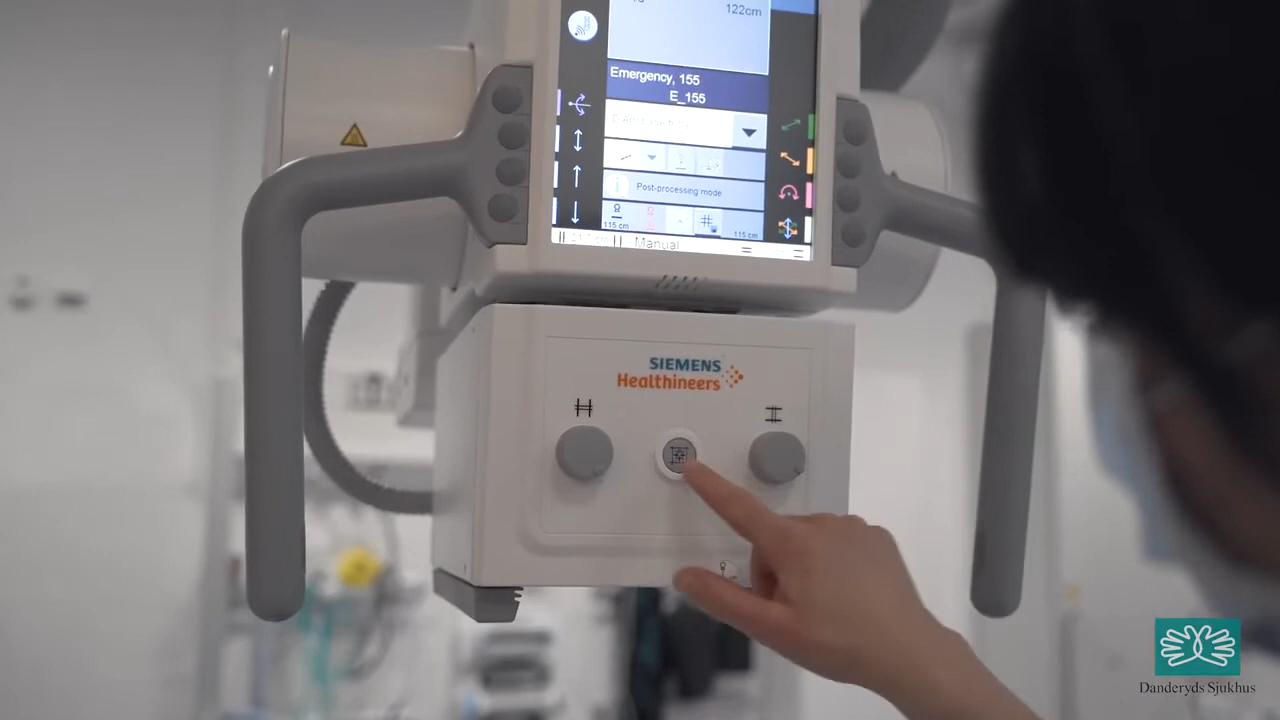 122cm
Emergency, 155
E_155
Post-processing mode
115 cm
115 cm
Manual
SIEMENS
Healthineers
Danderyds Sjukhus